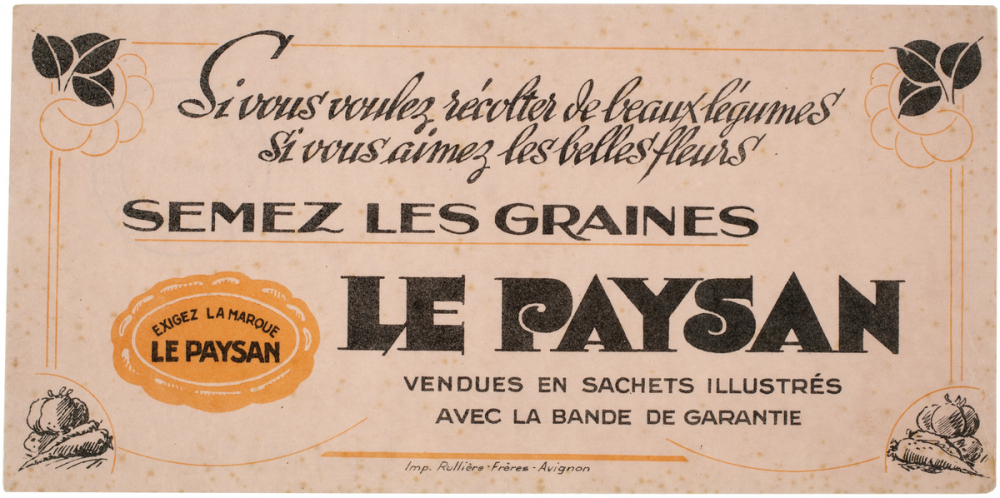 Si vous voulez récolter de beaux légumes
Si vous aimez les belles fleurs
SEMEZ LES GRAINES
EXIGEZ LA MARQUE
LE PAYSAN
LE PAYSAN
VENDUES EN SACHETS ILLUSTRÉS
AVEC LA BANDE DE GARANTIE
Imp. Rullière-Frères-Avignon